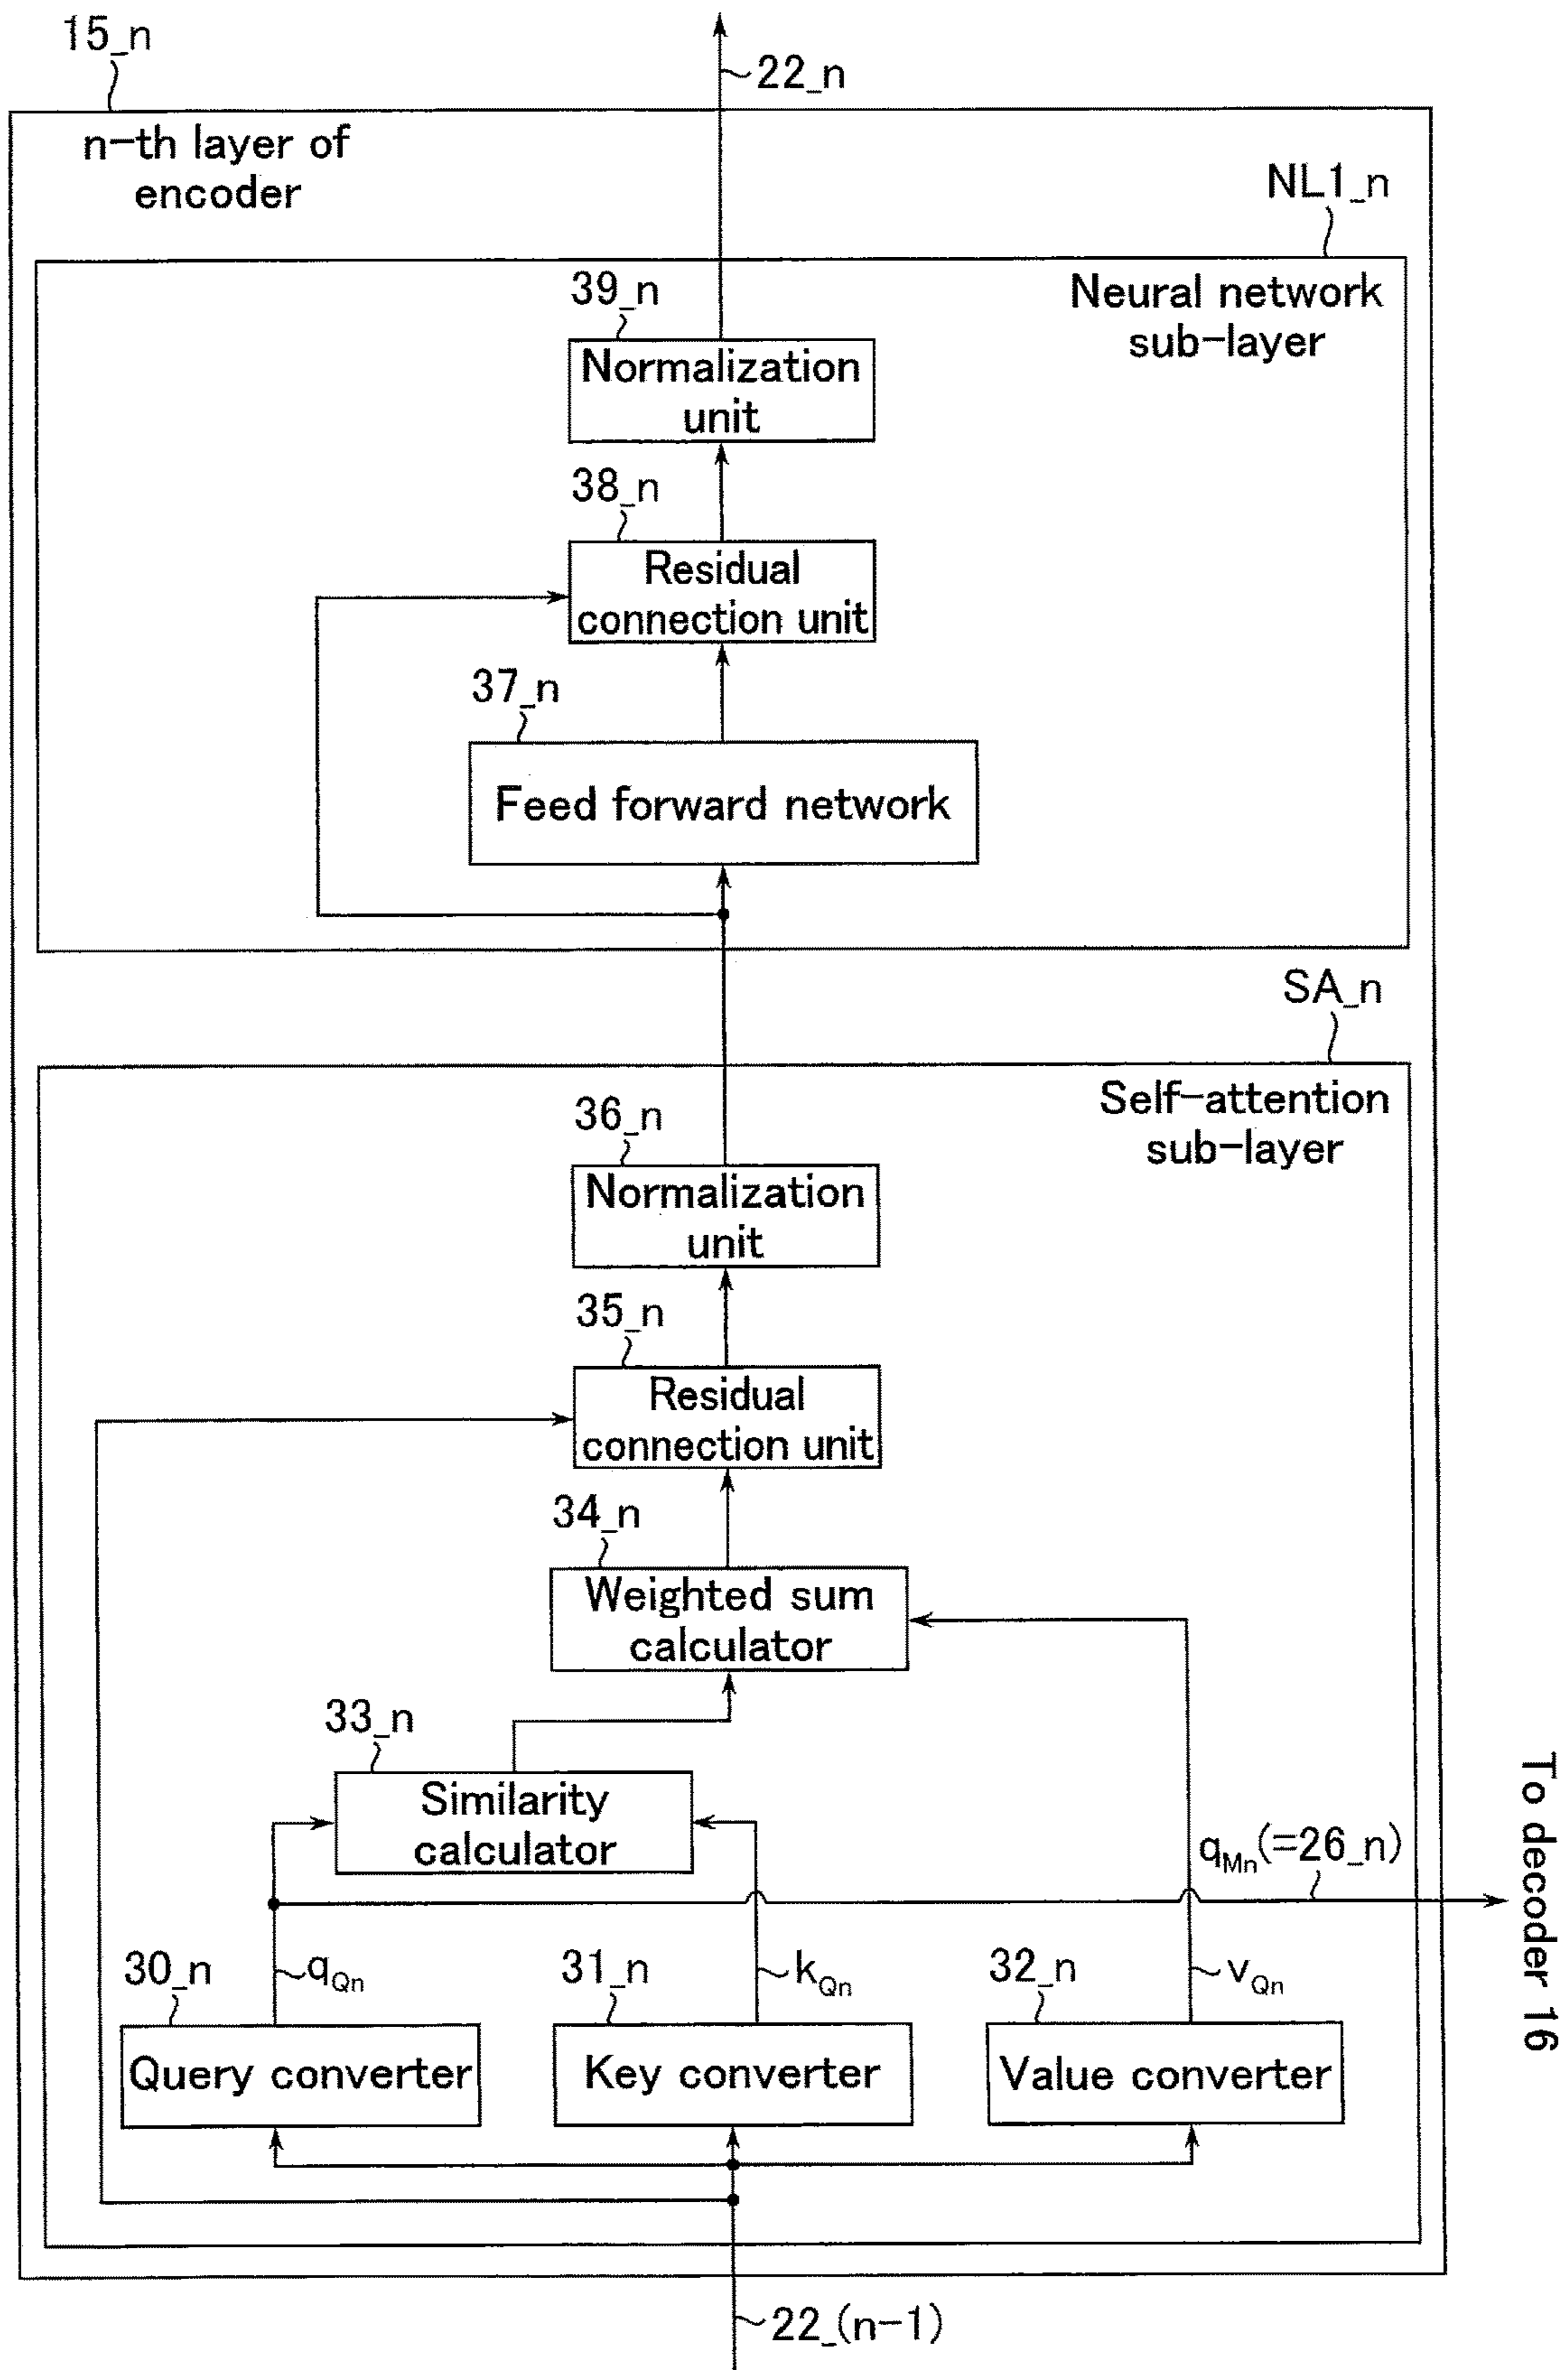 15_n
22_n
n-th layer of
encoder
NL1_n
Neural network
sub-layer
39_n
Normalization
unit
38_n
Residual
connection unit
37_n
Feed forward network
SA_n
Self-attention
sub-layer
36_n
Normalization
unit
35_n
Residual
connection unit
34_n
Weighted sum
calculator
33_n
Similarity
calculator
qMn(=26_n)
To decoder 16
30_n
qQn
31_n
kQn
32_n
vQn
Query converter
Key converter
Value converter
22_(n-1)